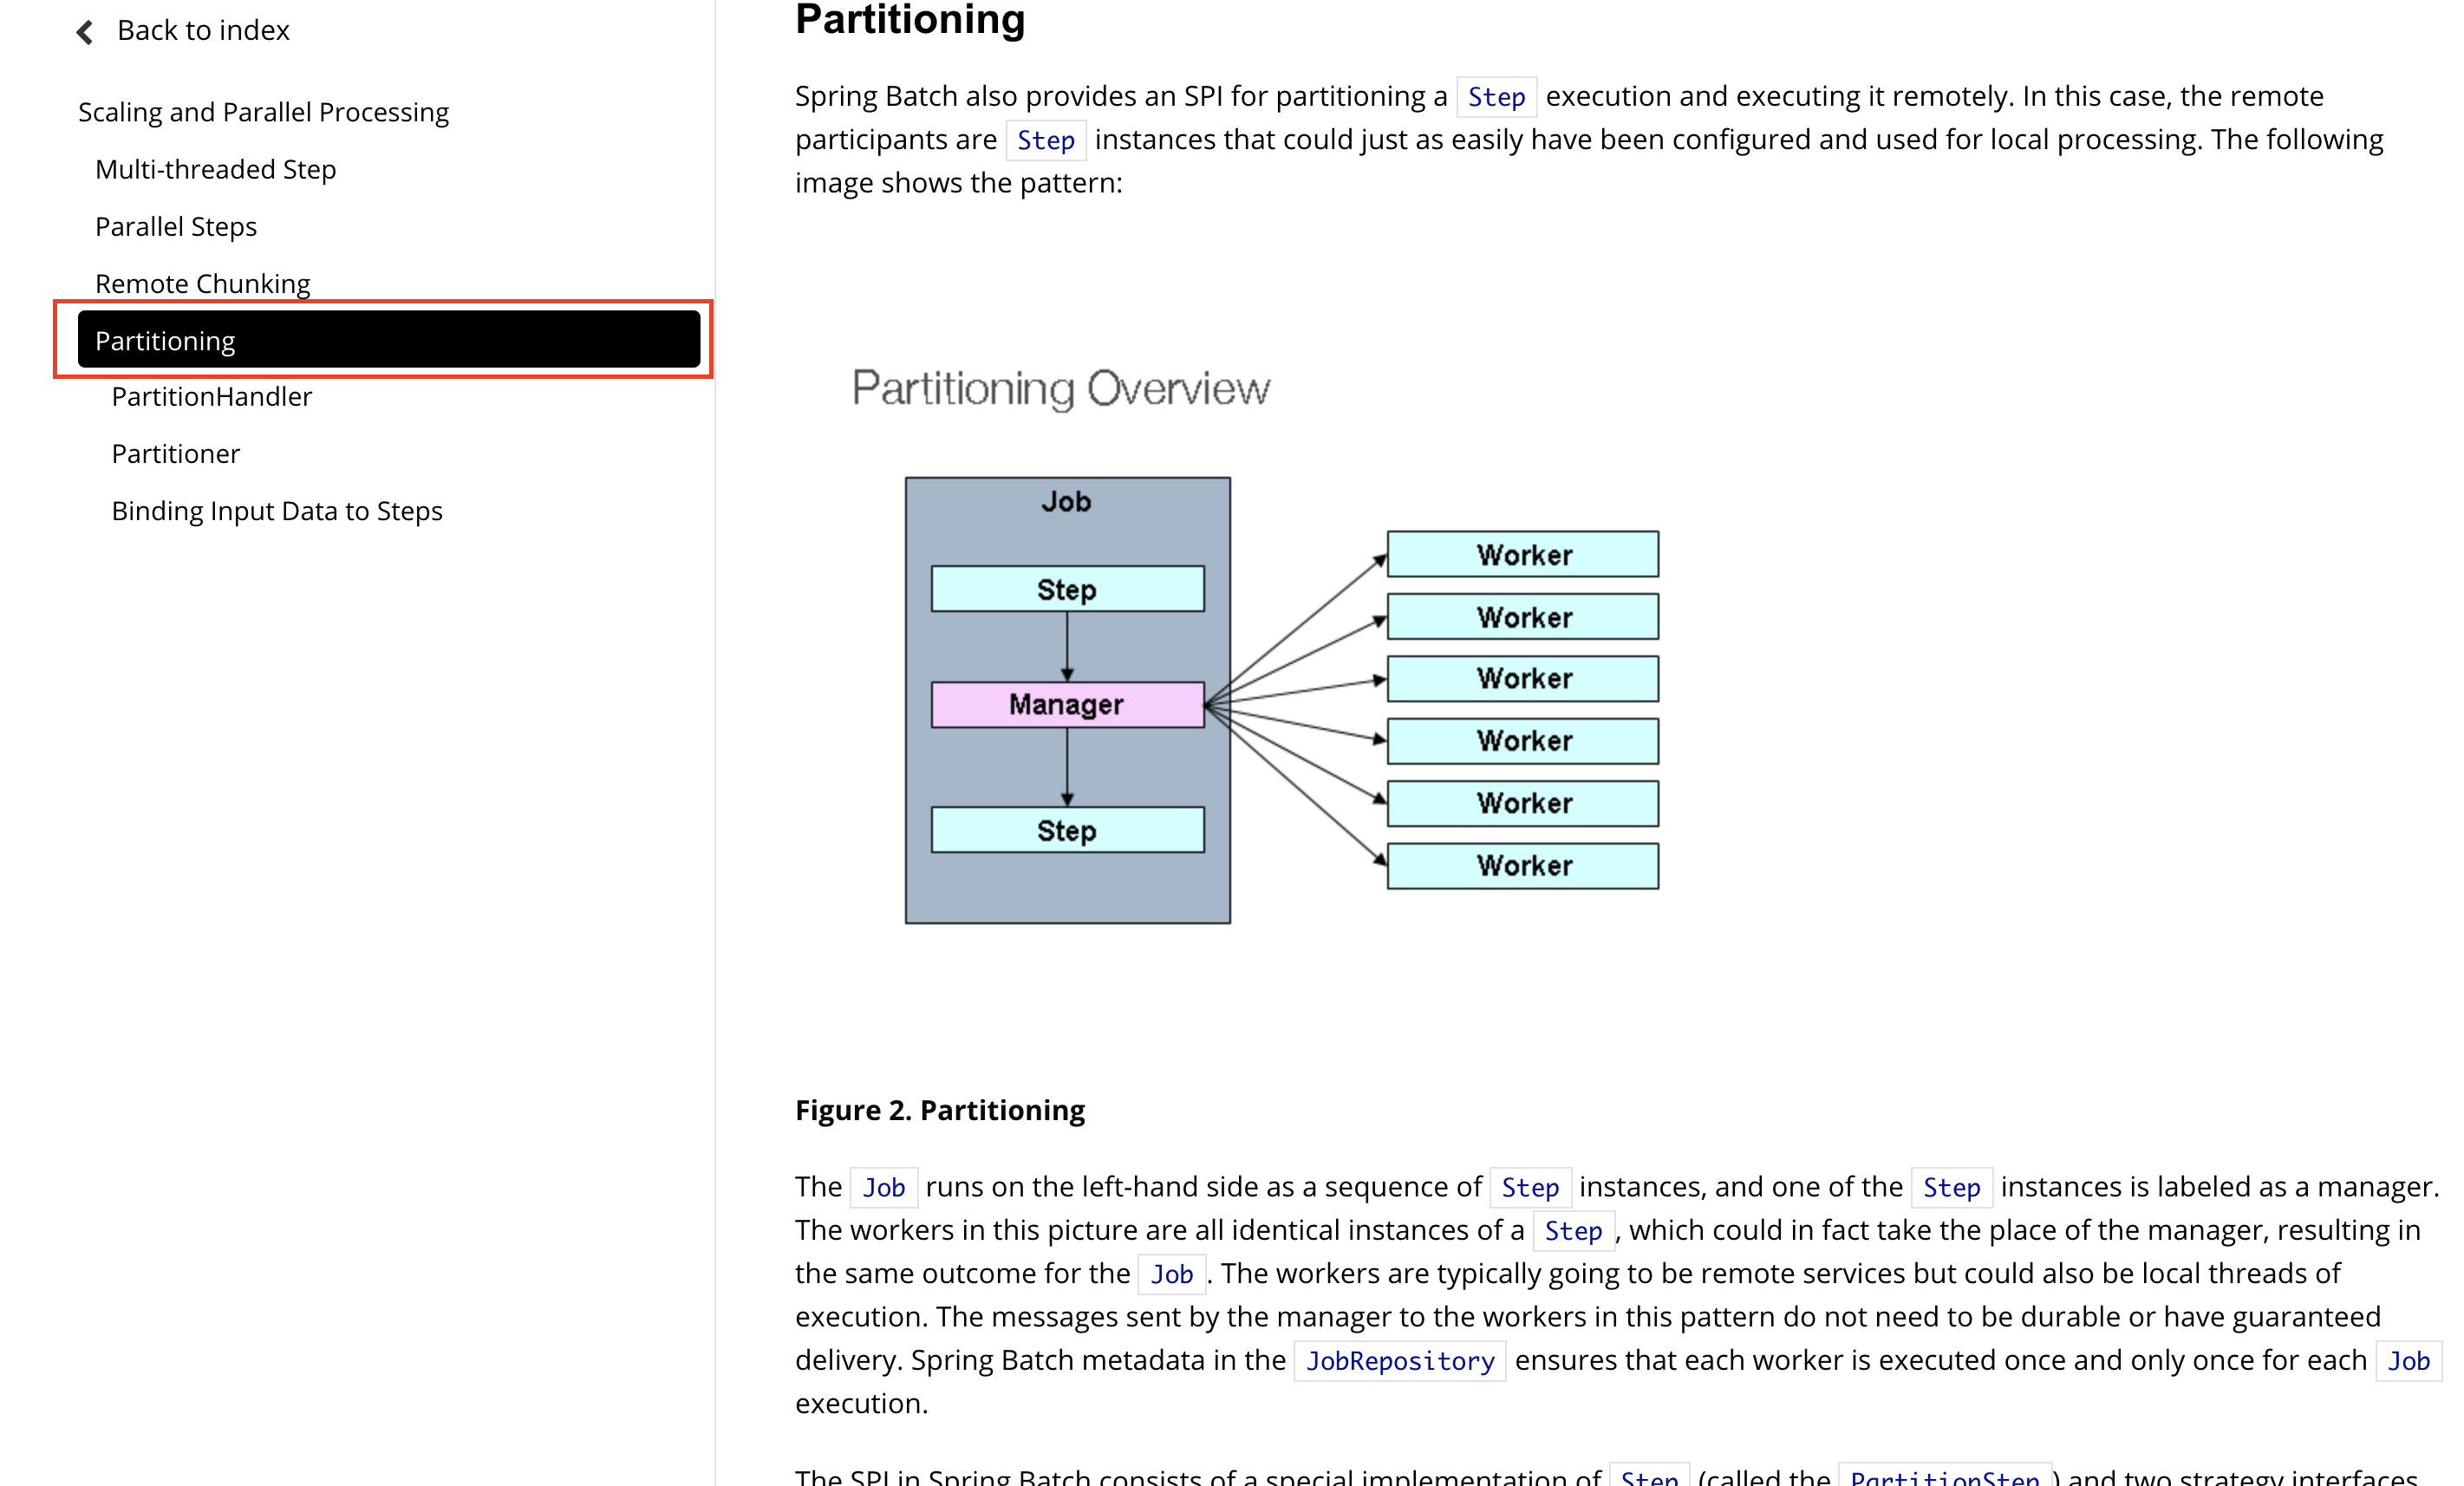 Back to index
Scaling and Parallel Processing
Multi-threaded Step
Parallel Steps
Remote Chunking
Partitioning
PartitionHandler
Partitioner
Binding Input Data to Steps
Partitioning
Spring Batch also provides an SPI for partitioning a Step execution and executing it remotely. In this case, the remote
participants are Step instances that could just as easily have been configured and used for local processing. The following
image shows the pattern:
Partitioning Overview
Job
Step
Manager
Step
Worker
Worker
Worker
Worker
Worker
Worker
Figure 2. Partitioning
The Job runs on the left-hand side as a sequence of Step instances, and one of the Step instances is labeled as a manager.
The workers in this picture are all identical instances of a Step, which could in fact take the place of the manager, resulting in
the same outcome for the Job. The workers are typically going to be remote services but could also be local threads of
execution. The messages sent by the manager to the workers in this pattern do not need to be durable or have guaranteed
delivery. Spring Batch metadata in the JobRepository ensures that each worker is executed once and only once for each Job
execution.
The SPI in Spring Batch consists of a special implementation of Step (called the PartitionStep) and two strategy interfaces